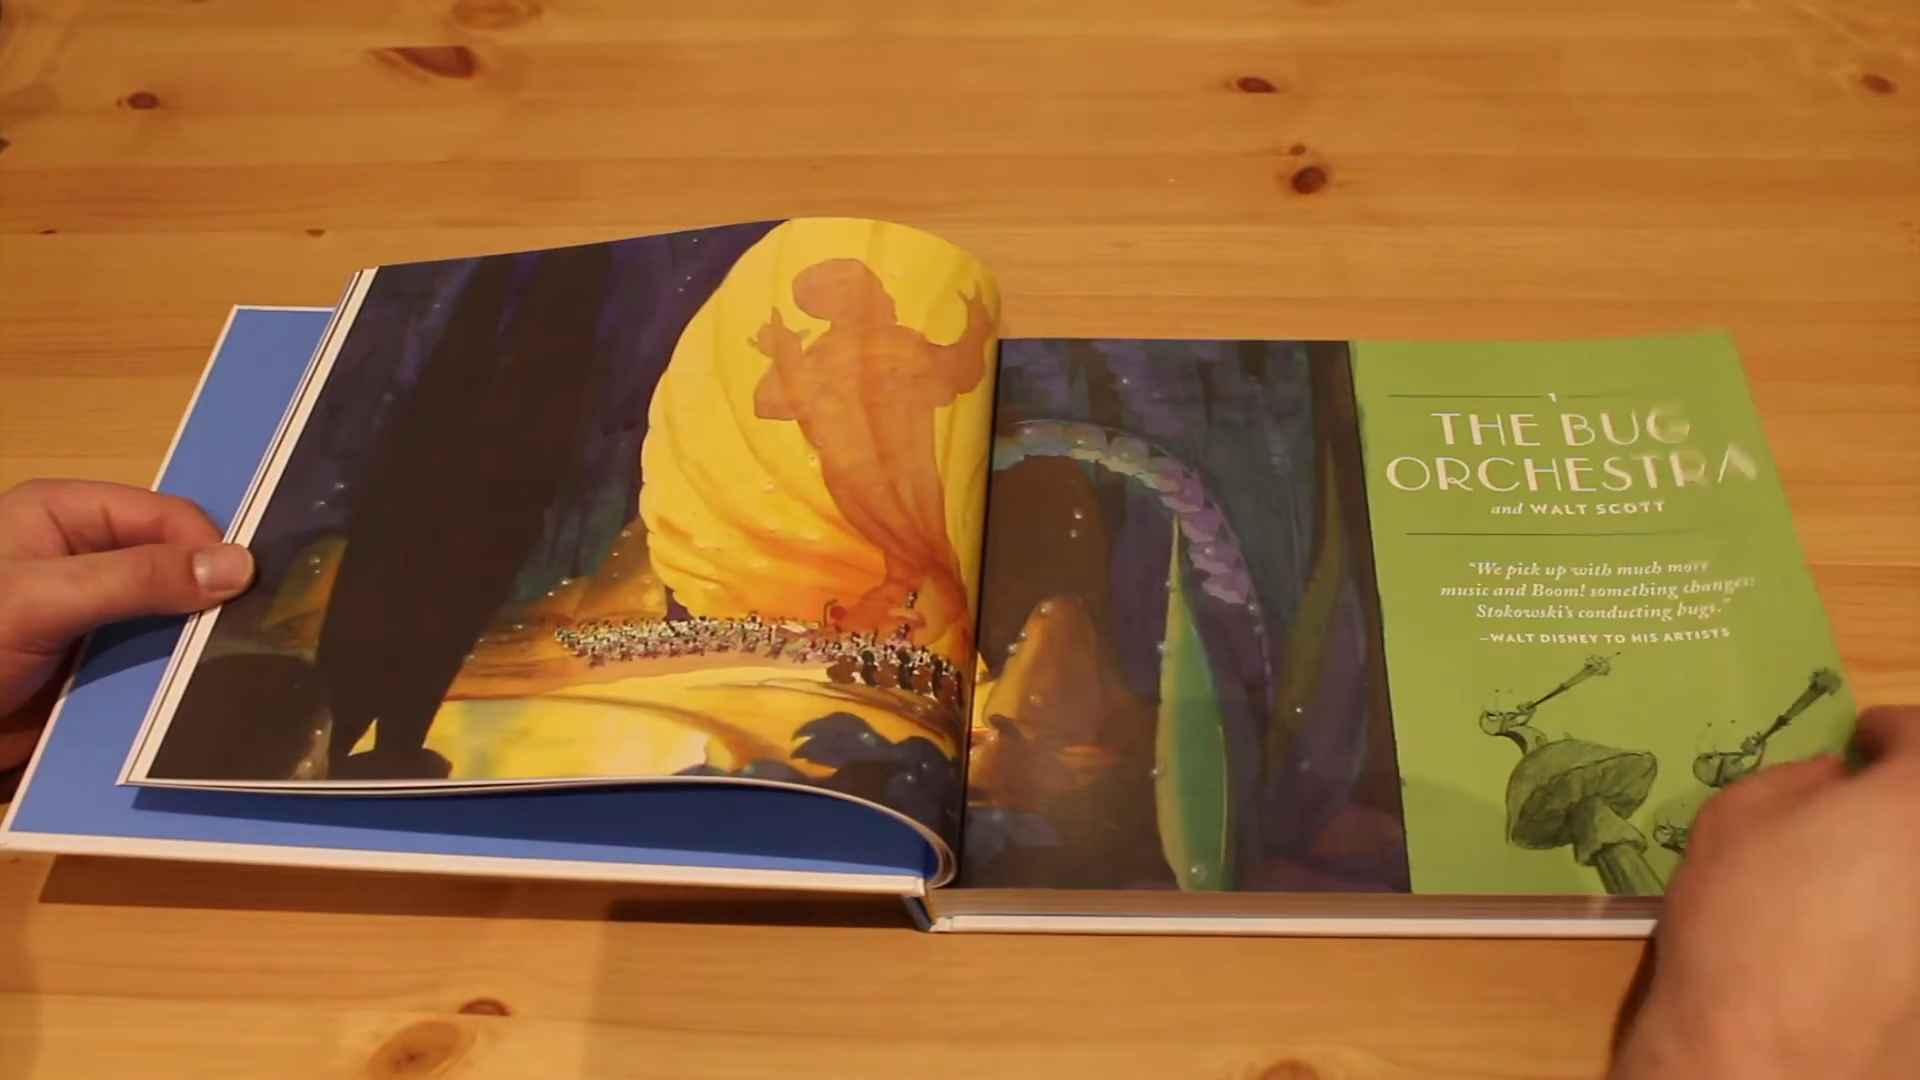 1
THE BUG
ORCHESTRA
and WALT SCOTT
"We pick up with much more
music and Boom! something changes:
Stokowski's conducting bugs."
—WALT DISNEY TO HIS ARTISTS